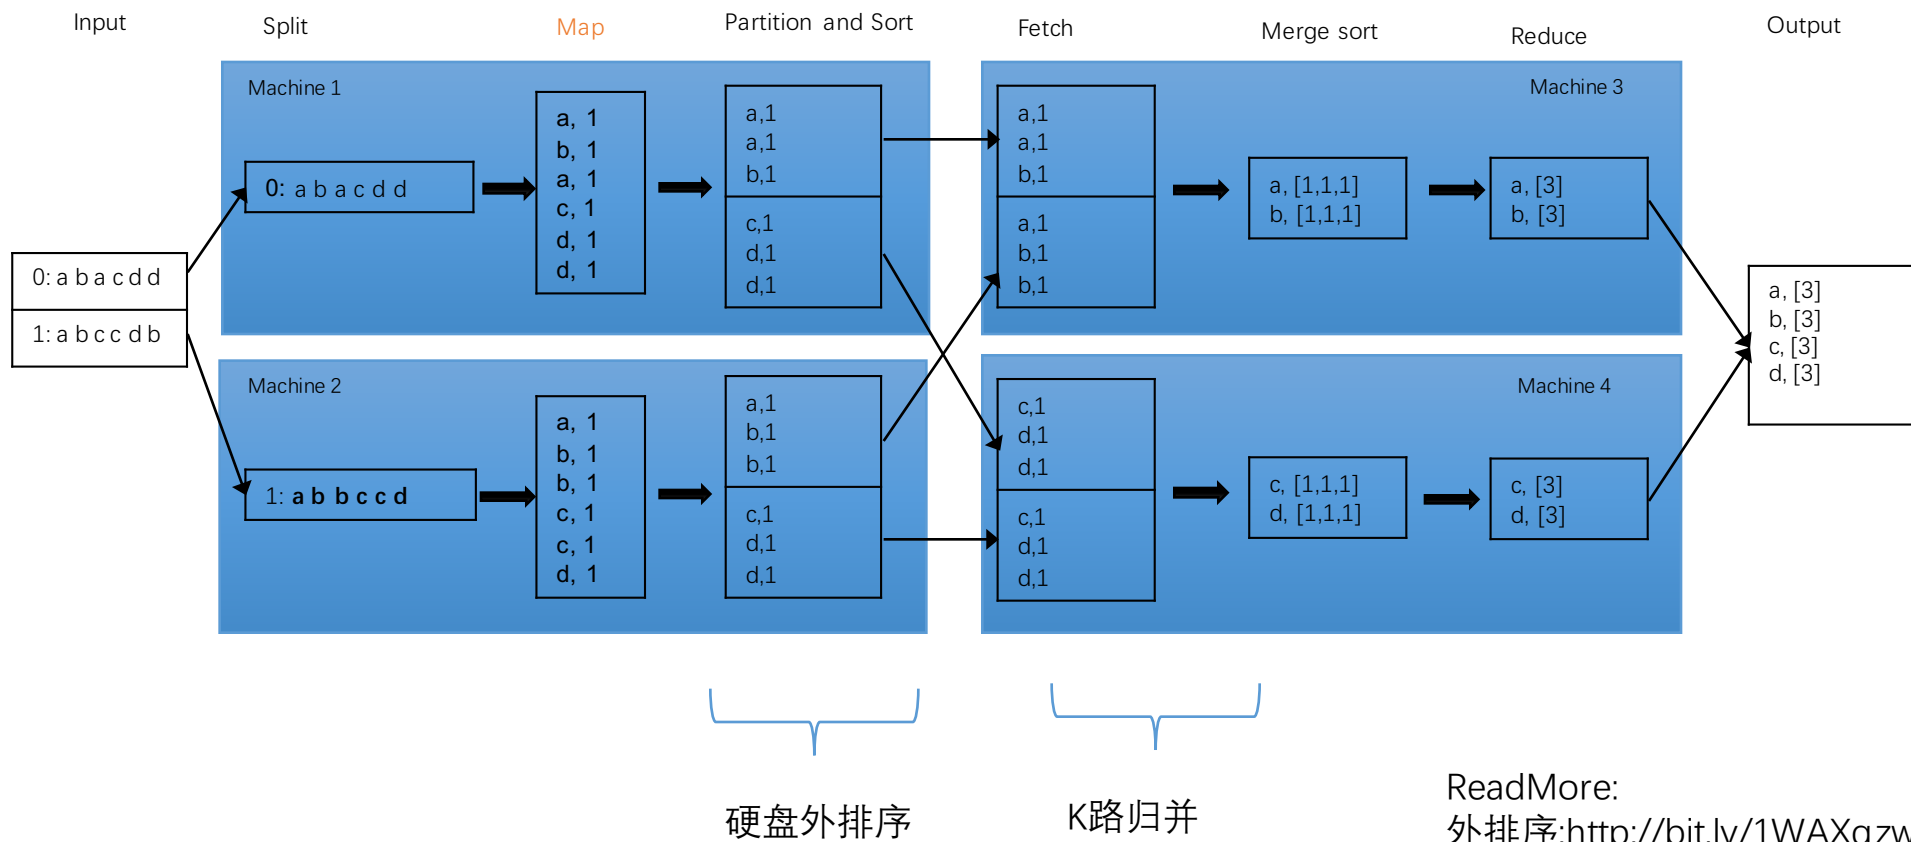 Input
Split
Map
Partition and Sort
Fetch
Merge sort
Reduce
Output
0: a b a c d d
1: a b c c d b
Machine 1
0: a b a c d d
a, 1
b, 1
a, 1
c, 1
d, 1
d, 1
a,1
a,1
b,1
c,1
d,1
d,1
Machine 2
1: a b b c c d
a, 1
b, 1
b, 1
c, 1
c, 1
d, 1
a,1
b,1
b,1
c,1
d,1
d,1
Machine 3
a,1
a,1
b,1
a,1
b,1
b,1
a, [1,1,1]
b, [1,1,1]
a, [3]
b, [3]
Machine 4
c,1
d,1
d,1
c,1
d,1
d,1
c, [1,1,1]
d, [1,1,1]
c, [3]
d, [3]
a, [3]
b, [3]
c, [3]
d, [3]
硬盘外排序
K路归并
ReadMore:
外排序: